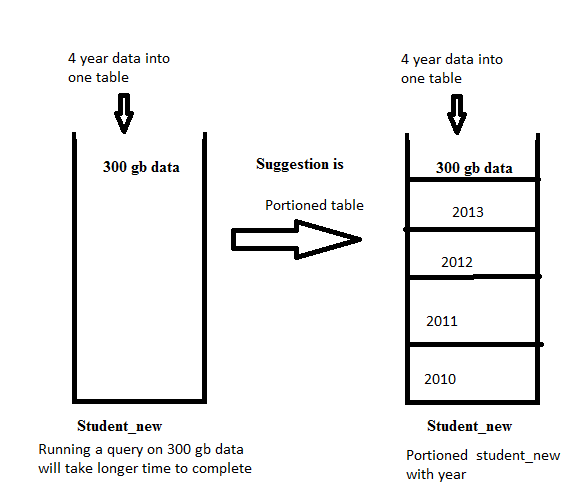 4 year data into
one table
300 gb data
Student_new
Running a query on 300 gb data
will take longer time to complete
Suggestion is
Portioned table
4 year data into
one table
300 gb data
2013
2012
2011
2010
Student_new
Portioned student_new
with year